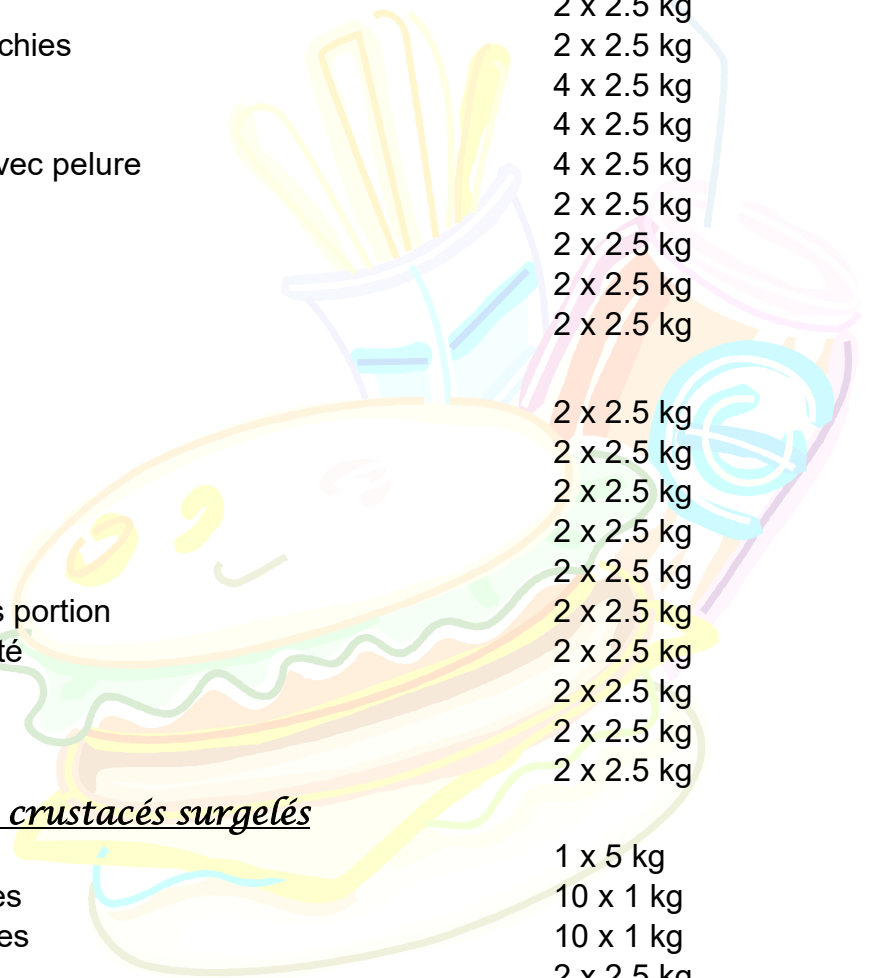 2 x 2.5 kg
chies 2 x 2.5 kg
4 x 2.5 kg
4 x 2.5 kg
vec pelure 4 x 2.5 kg
2 x 2.5 kg
2 x 2.5 kg
2 x 2.5 kg
2 x 2.5 kg
2 x 2.5 kg
2 x 2.5 kg
2 x 2.5 kg
2 x 2.5 kg
2 x 2.5 kg
s portion 2 x 2.5 kg
té 2 x 2.5 kg
2 x 2.5 kg
2 x 2.5 kg
2 x 2.5 kg
crustacés surgelés
1 x 5 kg
es 10 x 1 kg
es 10 x 1 kg
2 x 2.5 kg